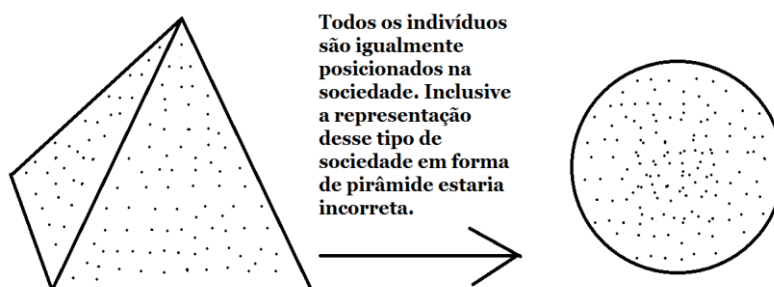 Todos os indivíduos
são igualmente
posicionados na
sociedade. Inclusive
a representação
desse tipo de
sociedade em forma
de pirâmide estaria
incorreta.